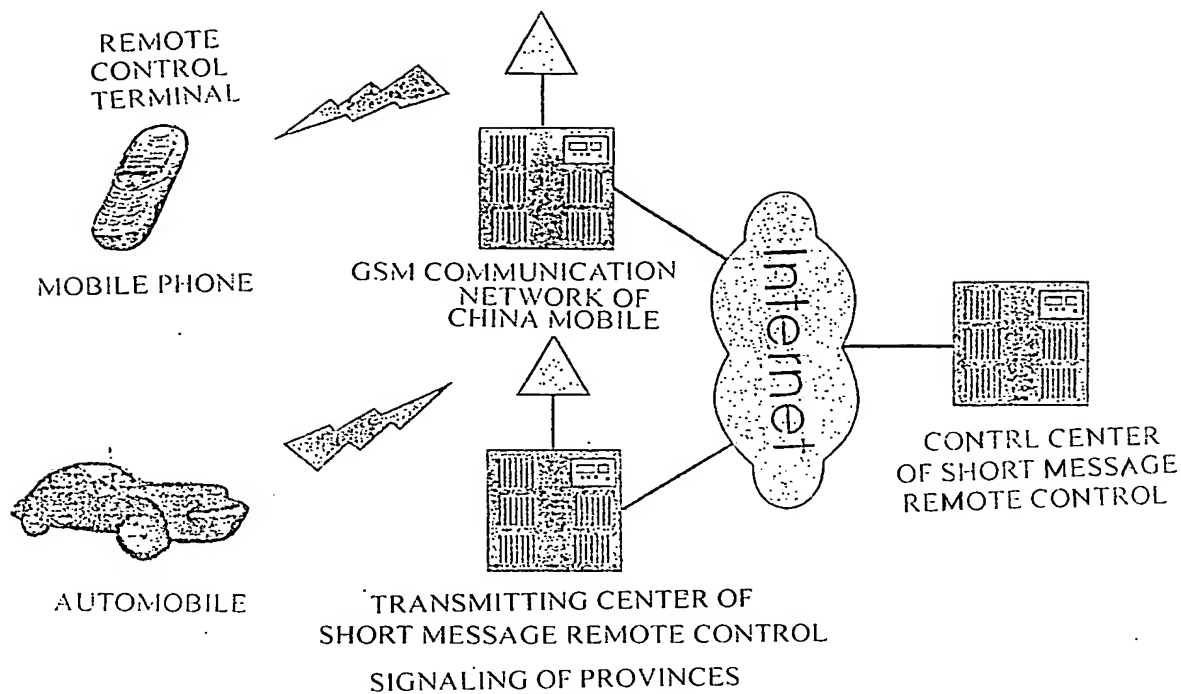 REMOTE
CONTROL
TERMINAL
MOBILE PHONE
GSM COMMUNICATION
NETWORK OF
CHINA MOBILE
Internet
CONTRL CENTER
OF SHORT MESSAGE
REMOTE CONTROL
AUTOMOBILE
TRANSMITTING CENTER OF
SHORT MESSAGE REMOTE CONTROL
SIGNALING OF PROVINCES